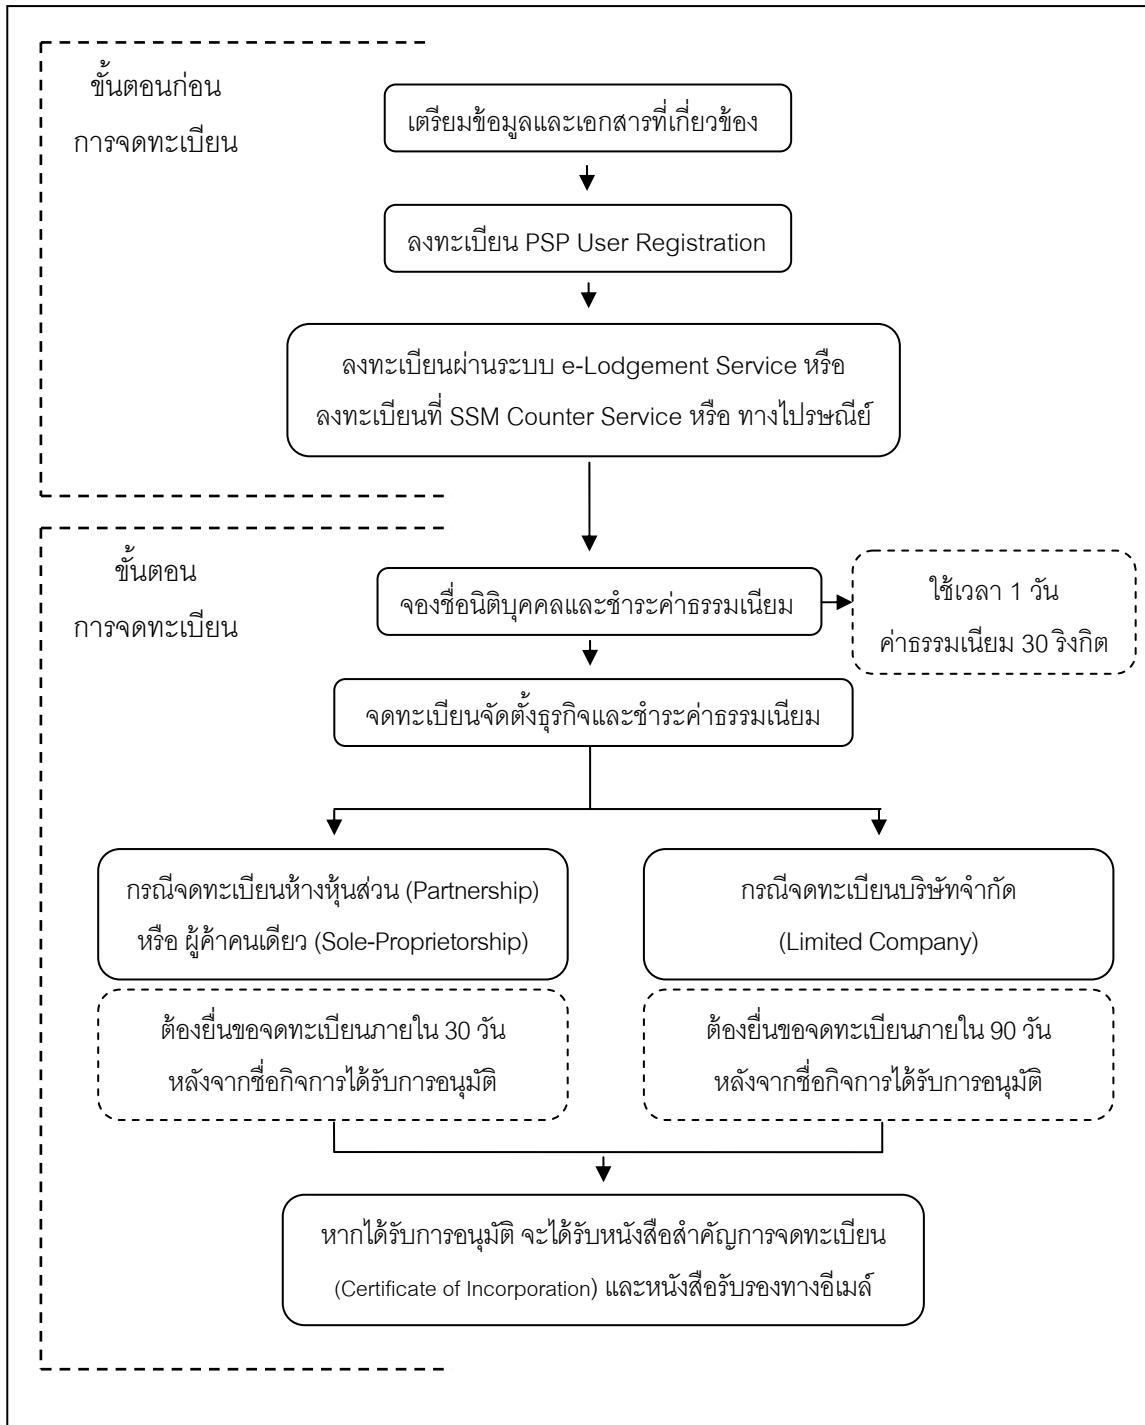 ขั้นตอนก่อน
การจดทะเบียน
เตรียมข้อมูลและเอกสารที่เกี่ยวข้อง
ลงทะเบียน PSP User Registration
ลงทะเบียนผ่านระบบ e-Lodgement Service หรือ
ลงทะเบียนที่ SSM Counter Service หรือ ทางไปรษณีย์
ขั้นตอน
การจดทะเบียน
จองชื่อนิติบุคคลและชำระค่าธรรมเนียม
ใช้เวลา 1 วัน
ค่าธรรมเนียม 30 ริงกิต
จดทะเบียนจัดตั้งธุรกิจและชำระค่าธรรมเนียม
กรณีจดทะเบียนห้างหุ้นส่วน (Partnership)
หรือ ผู้ค้าคนเดียว (Sole-Proprietorship)
ต้องยื่นขอจดทะเบียนภายใน 30 วัน
หลังจากชื่อกิจการได้รับการอนุมัติ
กรณีจดทะเบียนบริษัทจำกัด
(Limited Company)
ต้องยื่นขอจดทะเบียนภายใน 90 วัน
หลังจากชื่อกิจการได้รับการอนุมัติ
หากได้รับการอนุมัติ จะได้รับหนังสือสำคัญการจดทะเบียน
(Certificate of Incorporation) และหนังสือรับรองทางอีเมล์